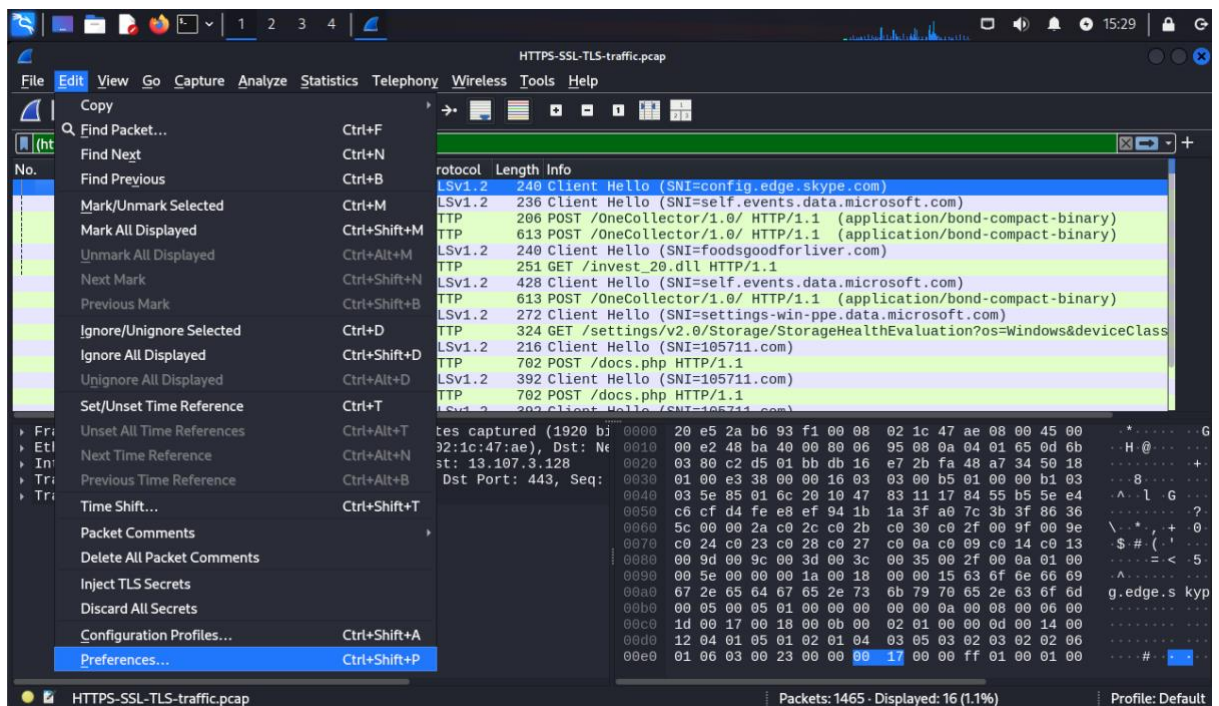 1 2 3 4 15:29
HTTPS-SSL-TLS-traffic.pcap
File Edit View Go Capture Analyze Statistics Telephony Wireless Tools Help
(ht
No. rotocol Length Info
Copy
Find Packet... Ctrl+F
Find Next Ctrl+N
Find Previous Ctrl+B
Mark/Unmark Selected Ctrl+M
Mark All Displayed Ctrl+Shift+M
Unmark All Displayed Ctrl+Alt+M
Next Mark Ctrl+Shift+N
Previous Mark Ctrl+Shift+B
Ignore/Unignore Selected Ctrl+D
Ignore All Displayed Ctrl+Shift+D
Unignore All Displayed Ctrl+Alt+D
Set/Unset Time Reference Ctrl+T
Unset All Time References Ctrl+Alt+T
Next Time Reference Ctrl+Alt+N
Previous Time Reference Ctrl+Alt+B
Time Shift... Ctrl+Shift+T
Packet Comments
Delete All Packet Comments
Inject TLS Secrets
Discard All Secrets
Configuration Profiles... Ctrl+Shift+A
Preferences... Ctrl+Shift+P
LSv1.2 240 Client Hello (SNI=config.edge.skype.com)
LSv1.2 236 Client Hello (SNI=self.events.data.microsoft.com)
TTP 206 POST /OneCollector/1.0/ HTTP/1.1 (application/bond-compact-binary)
TTP 613 POST /OneCollector/1.0/ HTTP/1.1 (application/bond-compact-binary)
LSv1.2 240 Client Hello (SNI=foodsgoodforliver.com)
TTP 251 GET /invest_20.dll HTTP/1.1
LSv1.2 428 Client Hello (SNI=self.events.data.microsoft.com)
TTP 613 POST /OneCollector/1.0/ HTTP/1.1 (application/bond-compact-binary)
LSv1.2 272 Client Hello (SNI=settings-win-ppe.data.microsoft.com)
TTP 324 GET /settings/v2.0/Storage/StorageHealthEvaluation?os=Windows&deviceClass
LSv1.2 216 Client Hello (SNI=105711.com)
TTP 702 POST /docs.php HTTP/1.1
LSv1.2 392 Client Hello (SNI=105711.com)
TTP 702 POST /docs.php HTTP/1.1
LSv1.2 392 Client Hello (SNI=105711.com)
Fra tes captured (1920 bi
Eth 02:1c:47:ae), Dst: Ne
Int st: 13.107.3.128
Tra Dst Port: 443, Seq:
Tra
0000 20 e5 2a b6 93 f1 00 08 02 1c 47 ae 08 00 45 00 ··*····· ··G
0010 00 e2 48 ba 40 00 80 06 95 08 0a 04 01 65 0d 6b ··H·@···
0020 03 80 c2 d5 01 bb db 16 e7 2b fa 48 a7 34 50 18 ········ ·+·
0030 01 00 e3 38 00 00 16 03 03 00 b5 01 00 00 b1 03 ···8····
0040 03 5e 85 01 6c 20 10 47 83 11 17 84 55 b5 5e e4 ·^··l ·G
0050 c6 cf d4 fe e8 ef 94 1b 1a 3f a0 7c 3b 3f 86 36 ········ ·?·
0060 5c 00 00 2a c0 2c c0 2b c0 30 c0 2f 00 9f 00 9e \··*·,·+ ·0·
0070 c0 24 c0 23 c0 28 c0 27 c0 0a c0 09 c0 14 c0 13 ·$·#·(·'
0080 00 9d 00 9c 00 3d 00 3c 00 35 00 2f 00 0a 01 00 ·····=·< ·5·
0090 00 5e 00 00 00 1a 00 18 00 00 15 63 6f 6e 66 69 ·^······
00a0 67 2e 65 64 67 65 2e 73 6b 79 70 65 2e 63 6f 6d g.edge.s kyp
00b0 00 05 00 05 01 00 00 00 00 00 0a 00 08 00 06 00
00c0 1d 00 17 00 18 00 0b 00 02 01 00 00 0d 00 14 00
00d0 12 04 01 05 01 02 01 04 03 05 03 02 03 02 02 06
00e0 01 06 03 00 23 00 00 00 17 00 00 ff 01 00 01 00 ····#···
HTTPS-SSL-TLS-traffic.pcap Packets: 1465 · Displayed: 16 (1.1%) Profile: Default